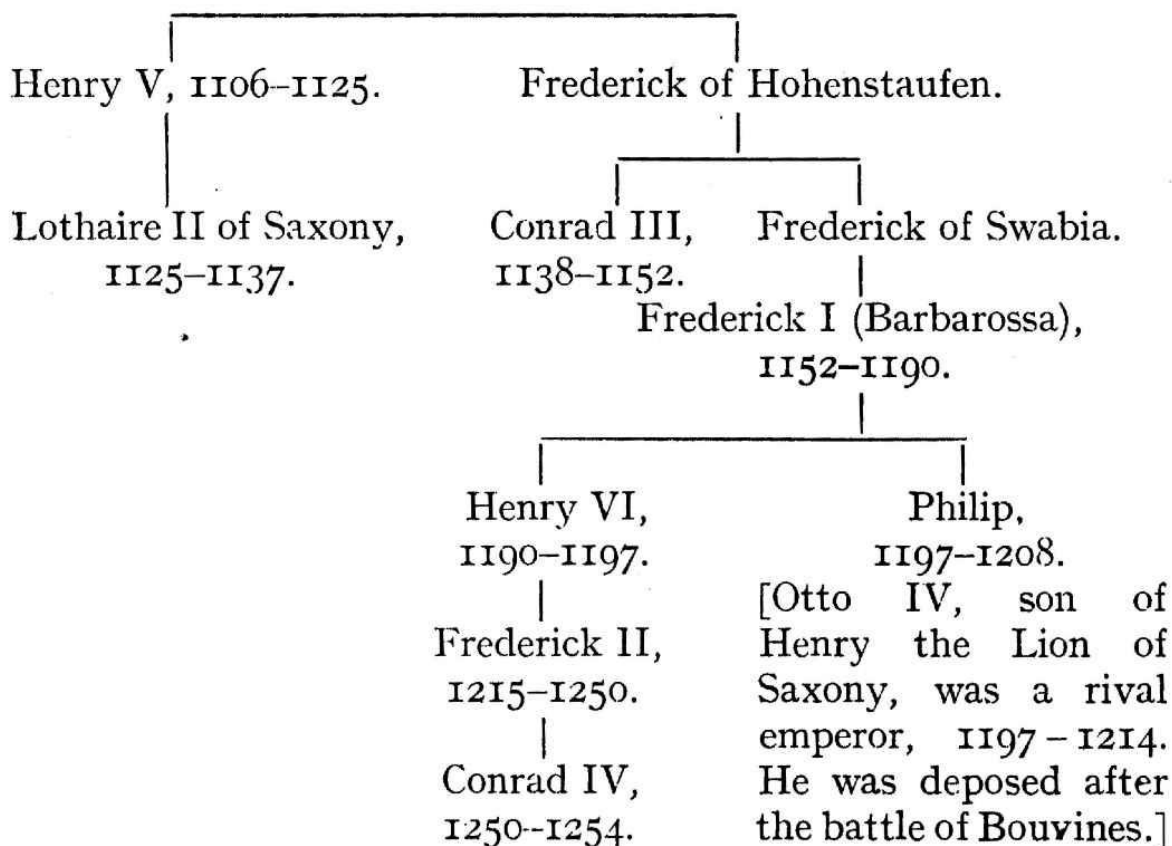 Henry V, 1106–1125. Frederick of Hohenstaufen.
Lothaire II of Saxony, Conrad III, Frederick of Swabia.
1125–1137. 1138–1152.
Frederick I (Barbarossa),
1152–1190.
Henry VI, Philip,
1190–1197. 1197–1208.
[Otto IV, son of
Frederick II, Henry the Lion of
1215–1250. Saxony, was a rival
emperor, 1197–1214.
Conrad IV, He was deposed after
1250–1254. the battle of Bouvines.]